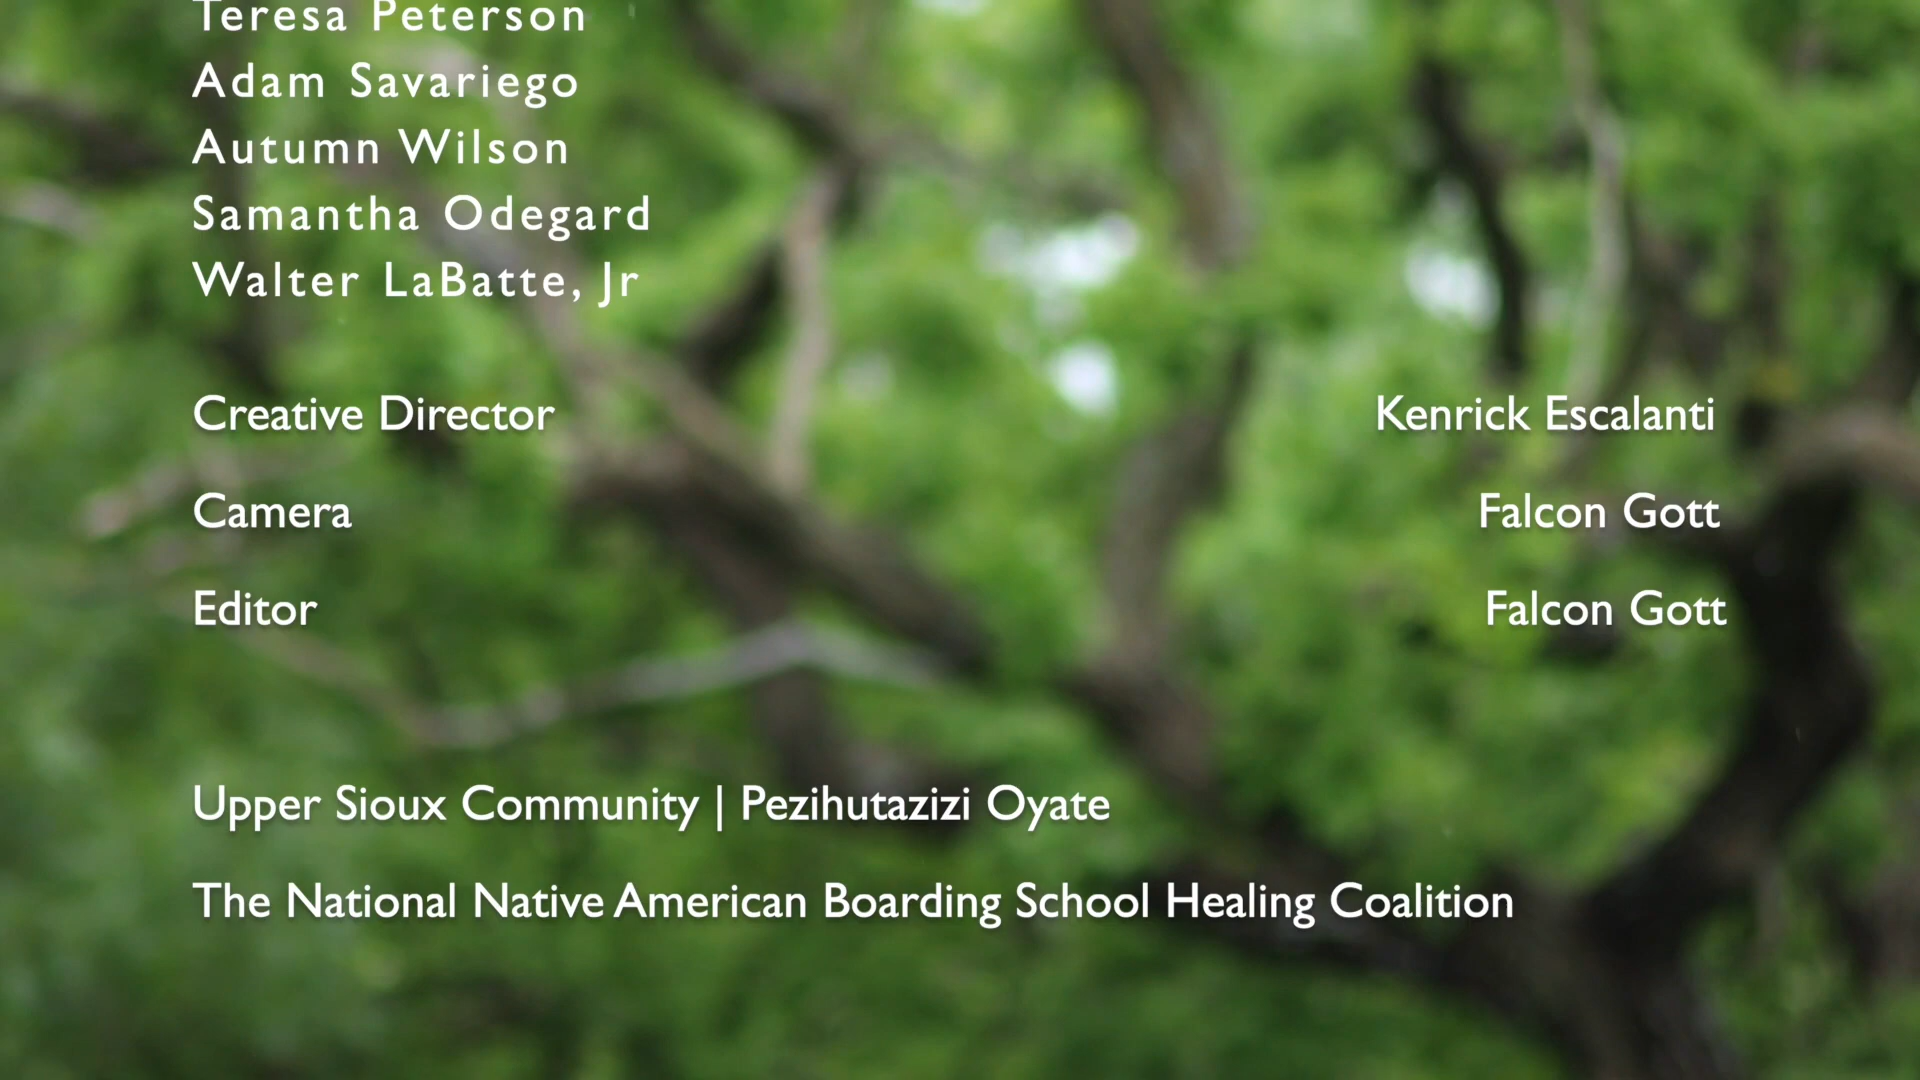 Teresa Peterson
Adam Savariego
Autumn Wilson
Samantha Odegard
Walter LaBatte, Jr
Creative Director Kenrick Escalanti
Camera Falcon Gott
Editor Falcon Gott
Upper Sioux Community | Pezihutazizi Oyate
The National Native American Boarding School Healing Coalition